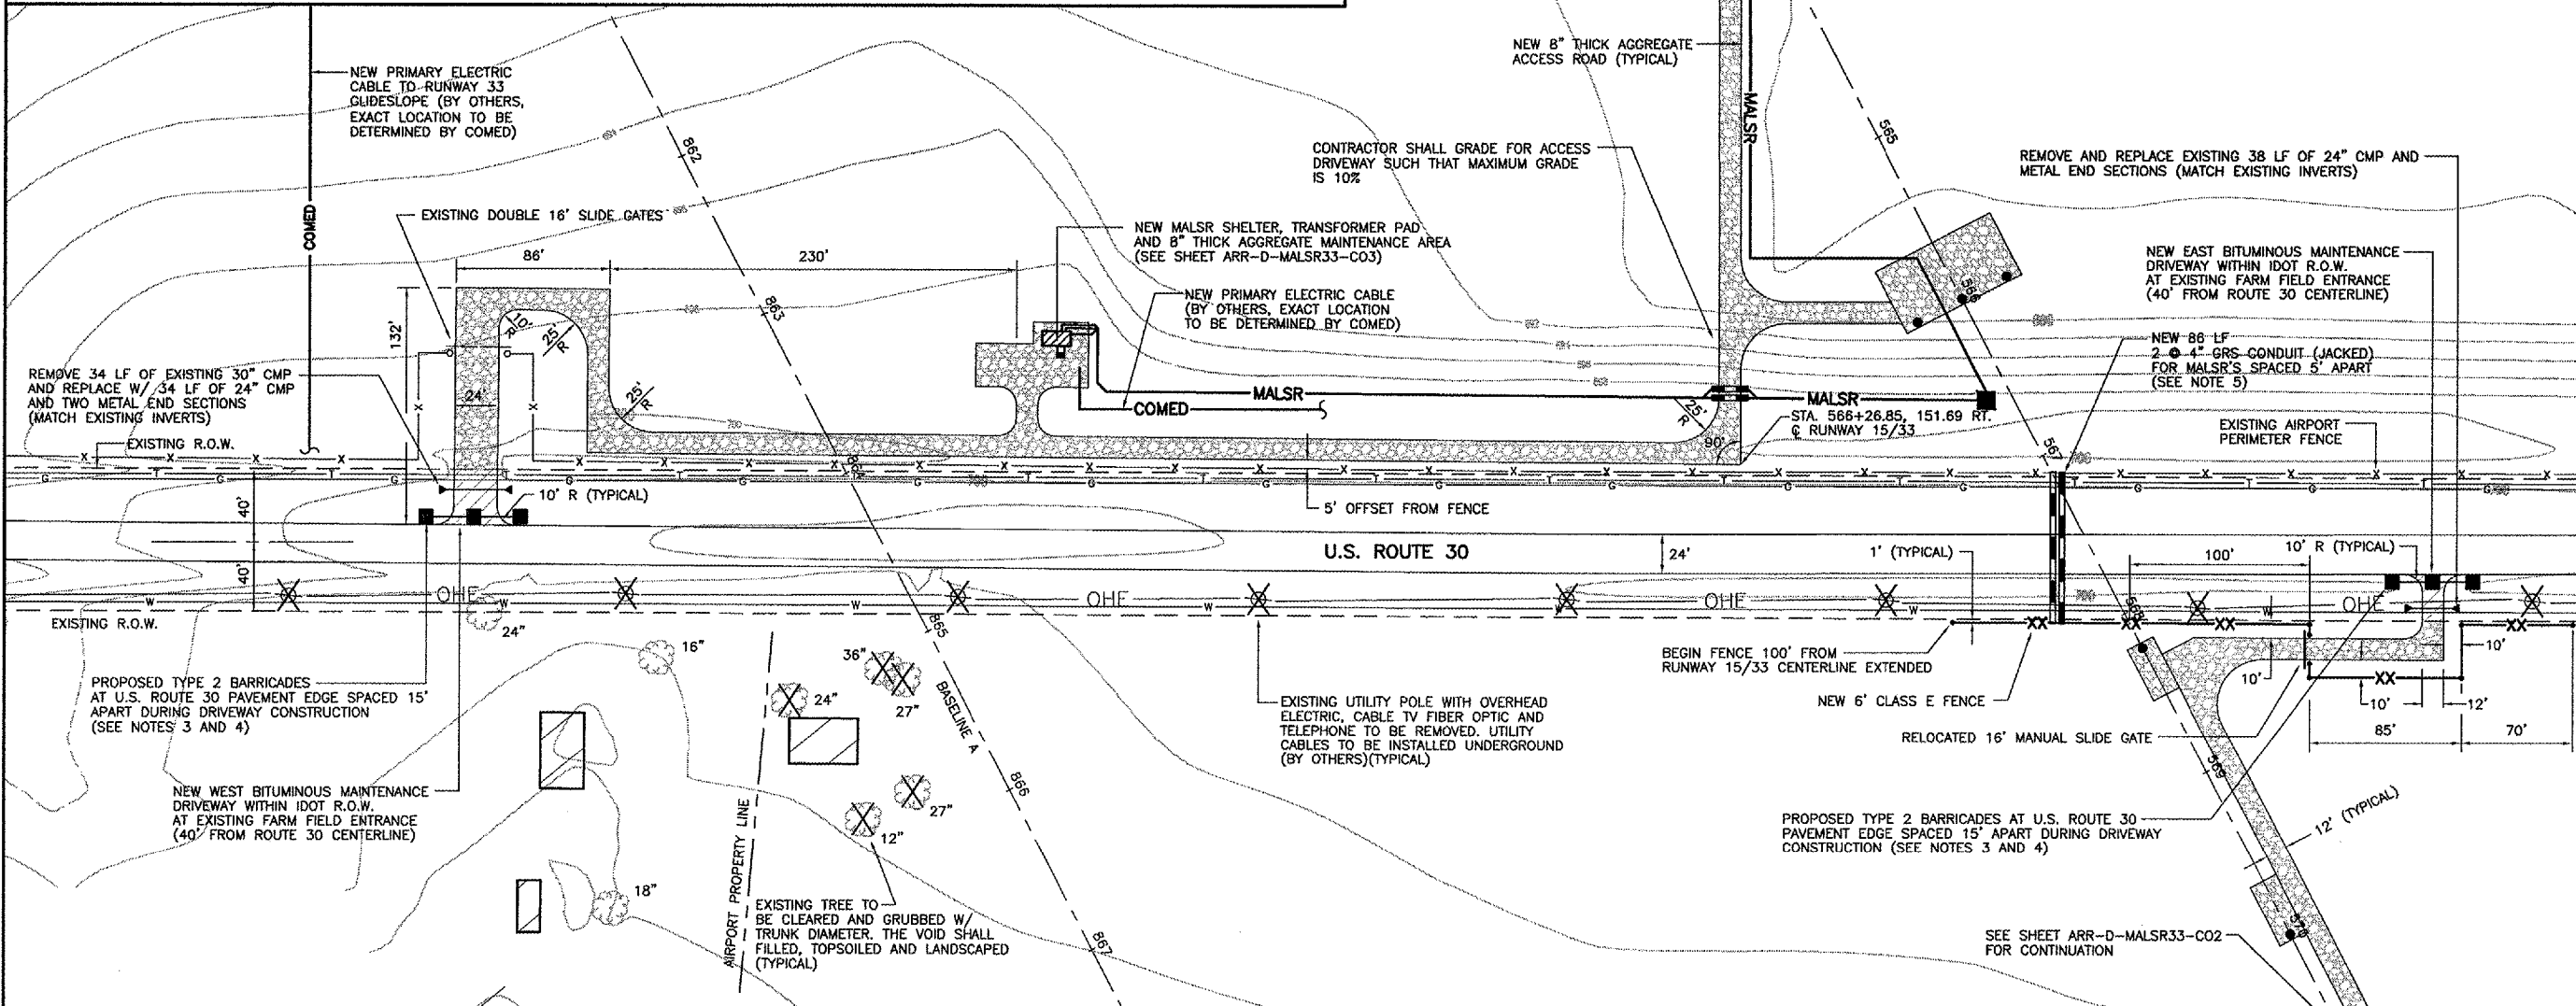 NEW PRIMARY ELECTRIC
CABLE TO RUNWAY 33
GLIDESLOPE (BY OTHERS,
EXACT LOCATION TO BE
DETERMINED BY COMED)
COMED
862
EXISTING DOUBLE 16' SLIDE GATES
86'
230'
863
132'
10' R
25' R
24'
25' R
REMOVE 34 LF OF EXISTING 30" CMP
AND REPLACE W/ 34 LF OF 24" CMP
AND TWO METAL END SECTIONS
(MATCH EXISTING INVERTS)
EXISTING R.O.W.
NEW MALSR SHELTER, TRANSFORMER PAD
AND 8" THICK AGGREGATE MAINTENANCE AREA
(SEE SHEET ARR-D-MALSR33-C03)
NEW PRIMARY ELECTRIC CABLE
(BY OTHERS, EXACT LOCATION
TO BE DETERMINED BY COMED)
MALSR
COMED
NEW 8" THICK AGGREGATE
ACCESS ROAD (TYPICAL)
MALSR
CONTRACTOR SHALL GRADE FOR ACCESS
DRIVEWAY SUCH THAT MAXIMUM GRADE
IS 10%
565
566
REMOVE AND REPLACE EXISTING 38 LF OF 24" CMP AND
METAL END SECTIONS (MATCH EXISTING INVERTS)
NEW EAST BITUMINOUS MAINTENANCE
DRIVEWAY WITHIN IDOT R.O.W.
AT EXISTING FARM FIELD ENTRANCE
(40' FROM ROUTE 30 CENTERLINE)
NEW 86 LF
2 @ 4" GRS CONDUIT (JACKED)
FOR MALSR'S SPACED 5' APART
(SEE NOTE 5)
MALSR
STA. 566+26.85, 151.69 RT.
℄ RUNWAY 15/33
25' R
90°
EXISTING AIRPORT
PERIMETER FENCE
567
864
10' R (TYPICAL)
5' OFFSET FROM FENCE
40'
40'
U.S. ROUTE 30
24'
1' (TYPICAL)
100'
10' R (TYPICAL)
OHE
OHE
OHE
OHE
EXISTING R.O.W.
24"
16"
36"
24"
27"
865
BASELINE A
866
27"
12"
18"
867
568
PROPOSED TYPE 2 BARRICADES
AT U.S. ROUTE 30 PAVEMENT EDGE SPACED 15'
APART DURING DRIVEWAY CONSTRUCTION
(SEE NOTES 3 AND 4)
NEW WEST BITUMINOUS MAINTENANCE
DRIVEWAY WITHIN IDOT R.O.W.
AT EXISTING FARM FIELD ENTRANCE
(40' FROM ROUTE 30 CENTERLINE)
AIRPORT PROPERTY LINE
EXISTING TREE TO
BE CLEARED AND GRUBBED W/
TRUNK DIAMETER. THE VOID SHALL
FILLED, TOPSOILED AND LANDSCAPED
(TYPICAL)
EXISTING UTILITY POLE WITH OVERHEAD
ELECTRIC, CABLE TV FIBER OPTIC AND
TELEPHONE TO BE REMOVED. UTILITY
CABLES TO BE INSTALLED UNDERGROUND
(BY OTHERS)(TYPICAL)
BEGIN FENCE 100' FROM
RUNWAY 15/33 CENTERLINE EXTENDED
NEW 6' CLASS E FENCE
RELOCATED 16' MANUAL SLIDE GATE
10'
10'
10'
12'
85'
70'
569
PROPOSED TYPE 2 BARRICADES AT U.S. ROUTE 30
PAVEMENT EDGE SPACED 15' APART DURING DRIVEWAY
CONSTRUCTION (SEE NOTES 3 AND 4)
12' (TYPICAL)
570
SEE SHEET ARR-D-MALSR33-C02
FOR CONTINUATION